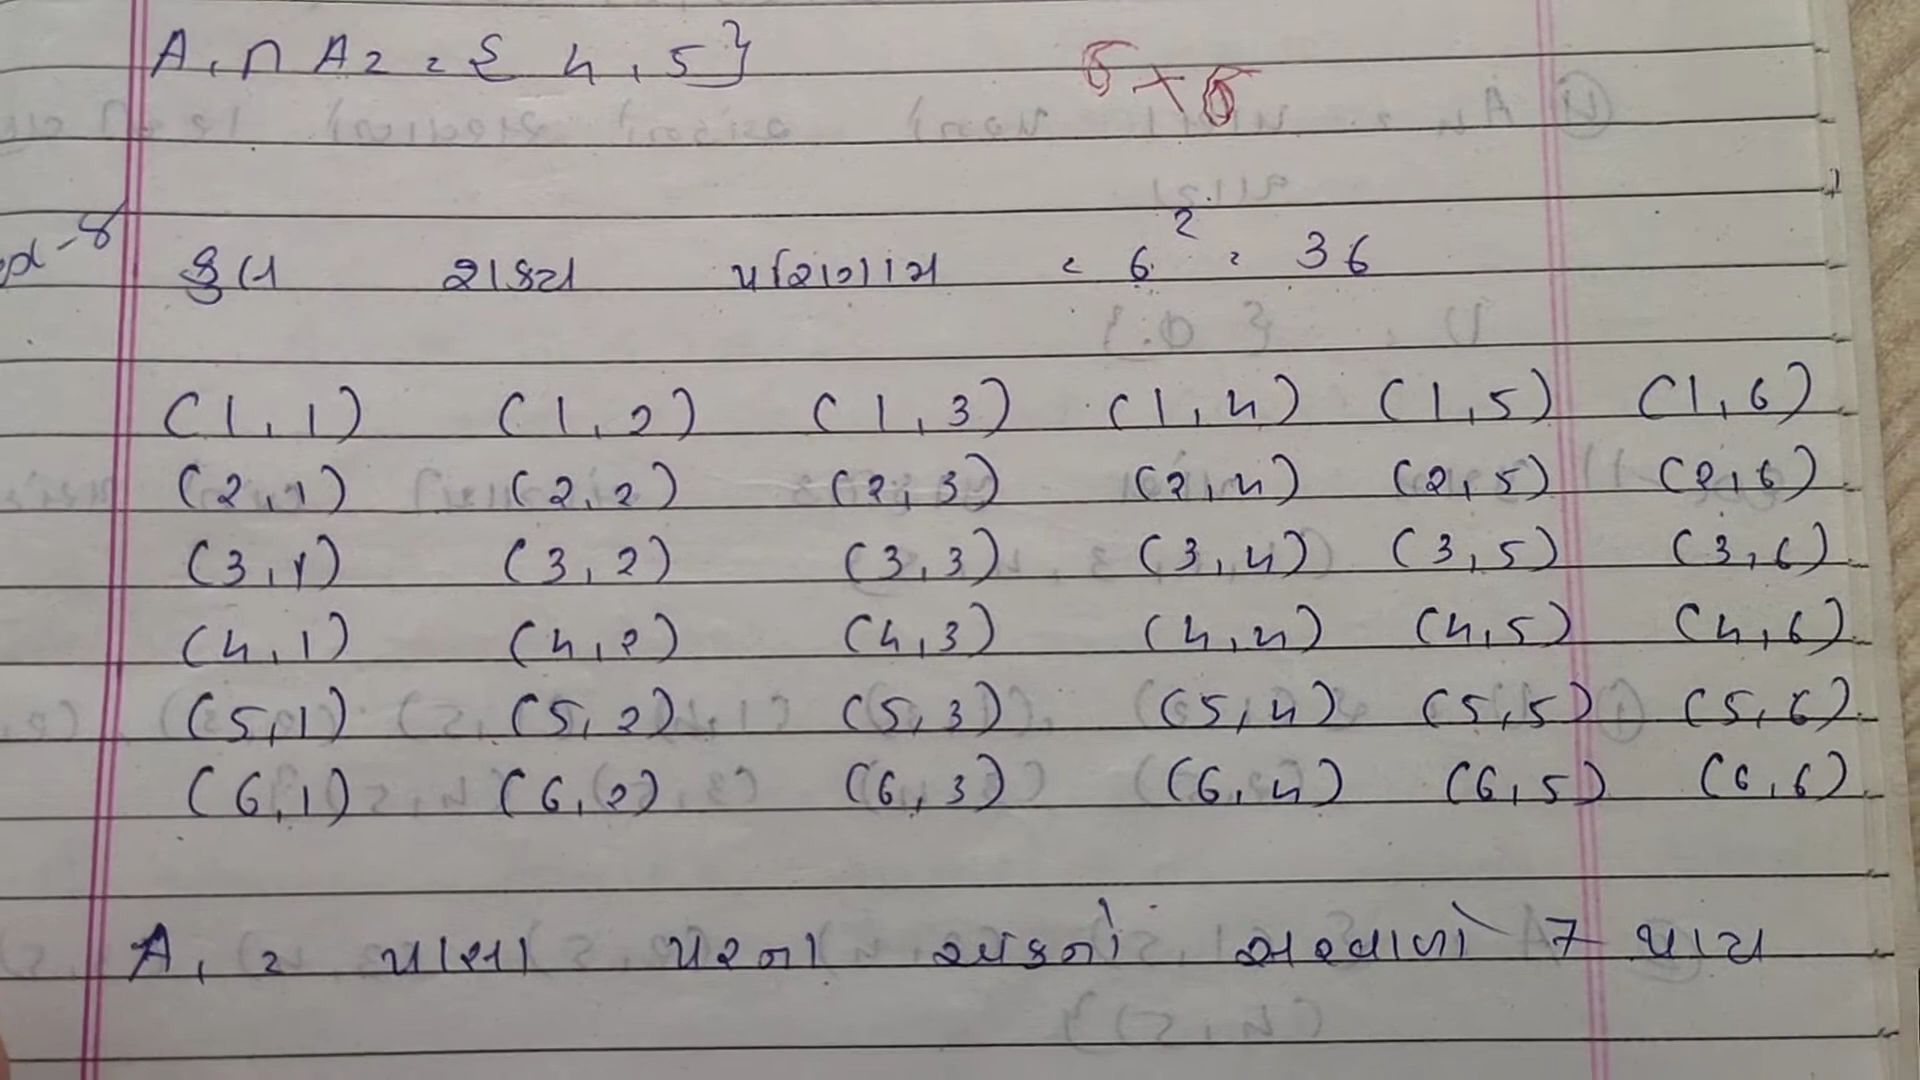 A₁ ∩ A₂ = { 4, 5 }
6 × 6
કુલ શક્ય પરિણામ = 6² = 36
(1,1) (1,2) (1,3) (1,4) (1,5) (1,6)
(2,1) (2,2) (2,3) (2,4) (2,5) (2,6)
(3,1) (3,2) (3,3) (3,4) (3,5) (3,6)
(4,1) (4,2) (4,3) (4,4) (4,5) (4,6)
(5,1) (5,2) (5,3) (5,4) (5,5) (5,6)
(6,1) (6,2) (6,3) (6,4) (6,5) (6,6)
A₁ = પાસા પરના અંકનો સરવાળો 7 થાય